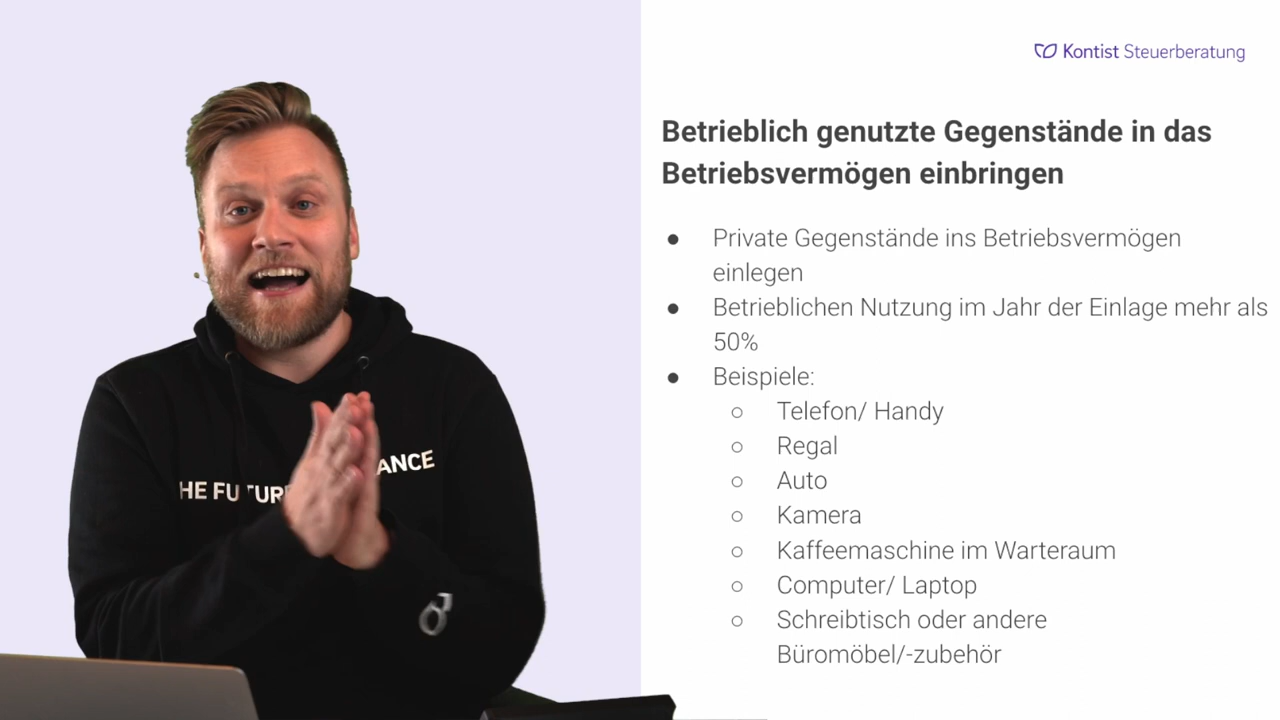 Kontist Steuerberatung
Betrieblich genutzte Gegenstände in das
Betriebsvermögen einbringen
● Private Gegenstände ins Betriebsvermögen
einlegen
● Betrieblichen Nutzung im Jahr der Einlage mehr als
50%
● Beispiele:
○ Telefon/ Handy
○ Regal
○ Auto
○ Kamera
○ Kaffeemaschine im Warteraum
○ Computer/ Laptop
○ Schreibtisch oder andere
Büromöbel/-zubehör
HE FUTUR ANCE